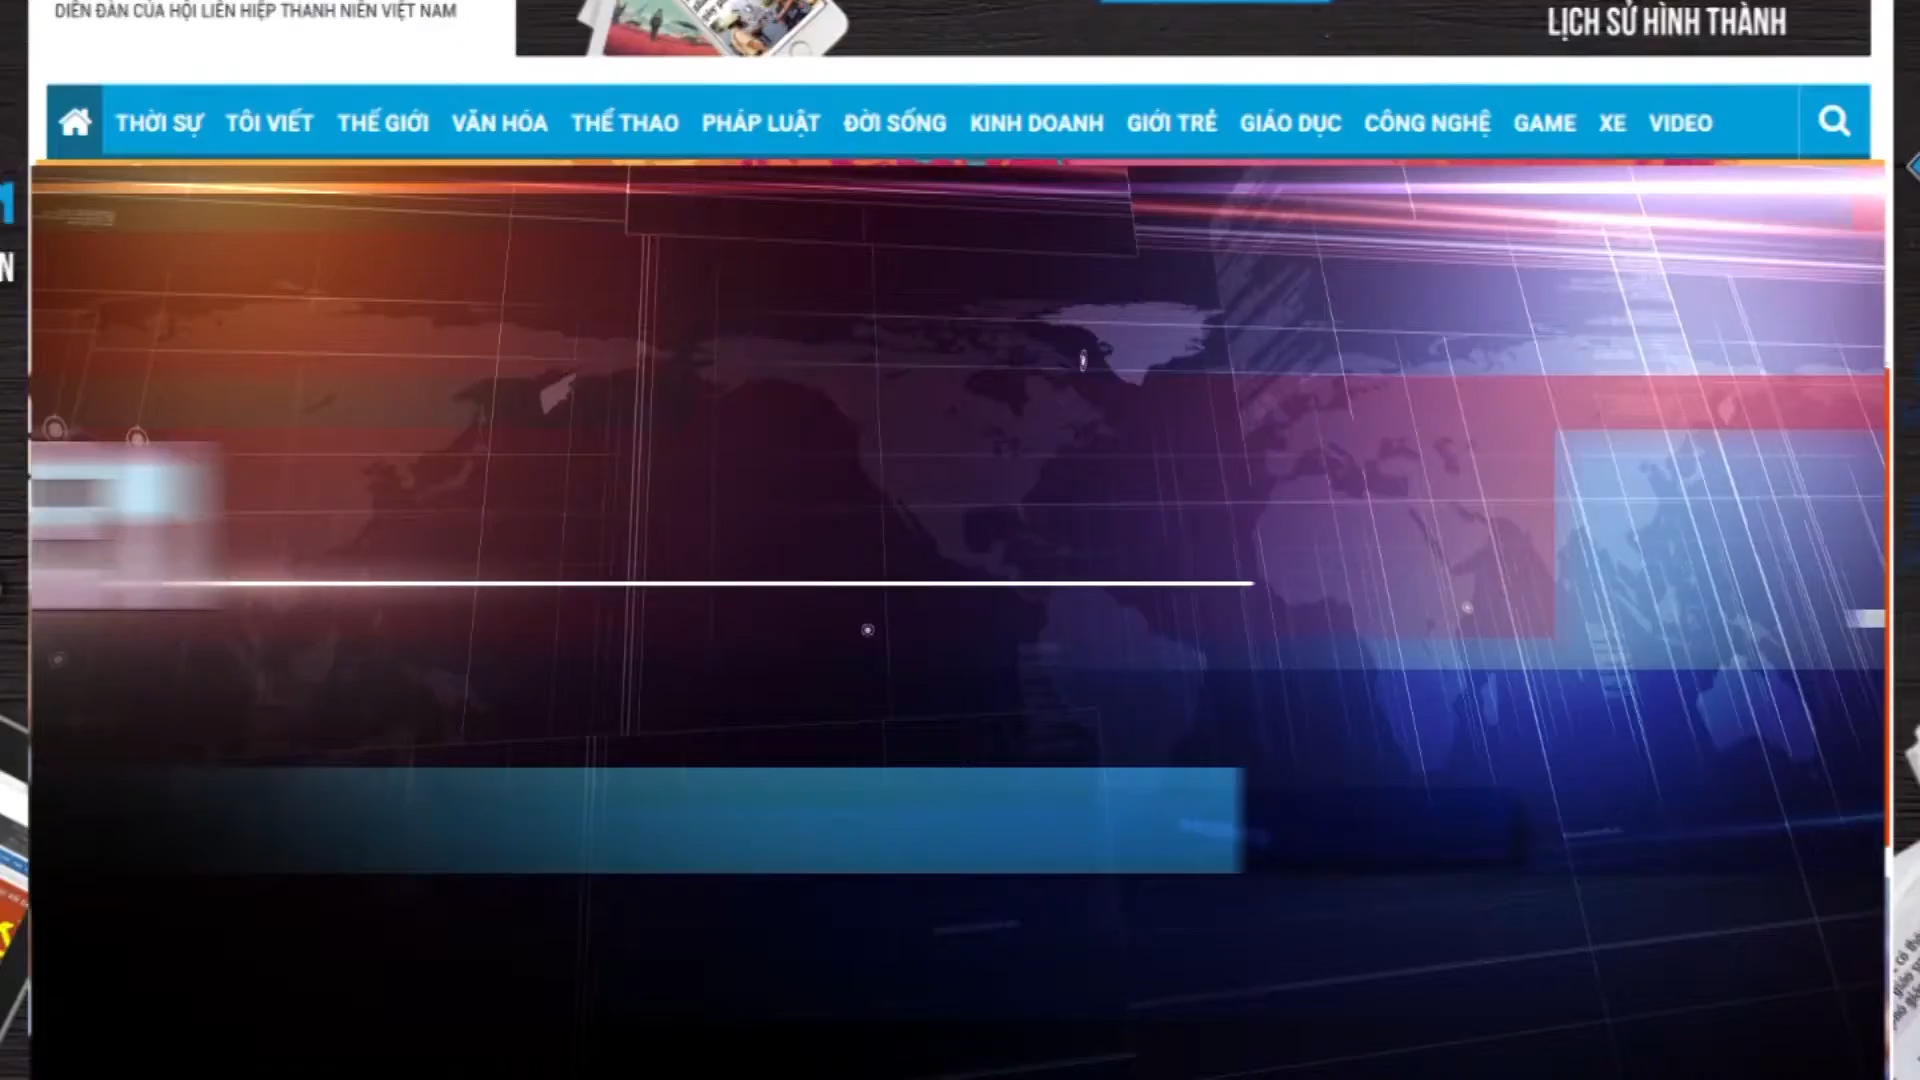 DIỄN ĐÀN CỦA HỘI LIÊN HIỆP THANH NIÊN VIỆT NAM
LỊCH SỬ HÌNH THÀNH
THỜI SỰ TÔI VIẾT THẾ GIỚI VĂN HÓA THỂ THAO PHÁP LUẬT ĐỜI SỐNG KINH DOANH GIỚI TRẺ GIÁO DỤC CÔNG NGHỆ GAME XE VIDEO